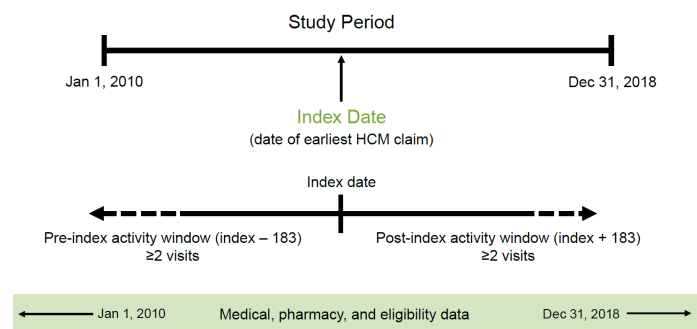 Study Period
Jan 1, 2010
Dec 31, 2018
Index Date
(date of earliest HCM claim)
Index date
Pre-index activity window (index – 183)
≥2 visits
Post-index activity window (index + 183)
≥2 visits
Jan 1, 2010
Medical, pharmacy, and eligibility data
Dec 31, 2018